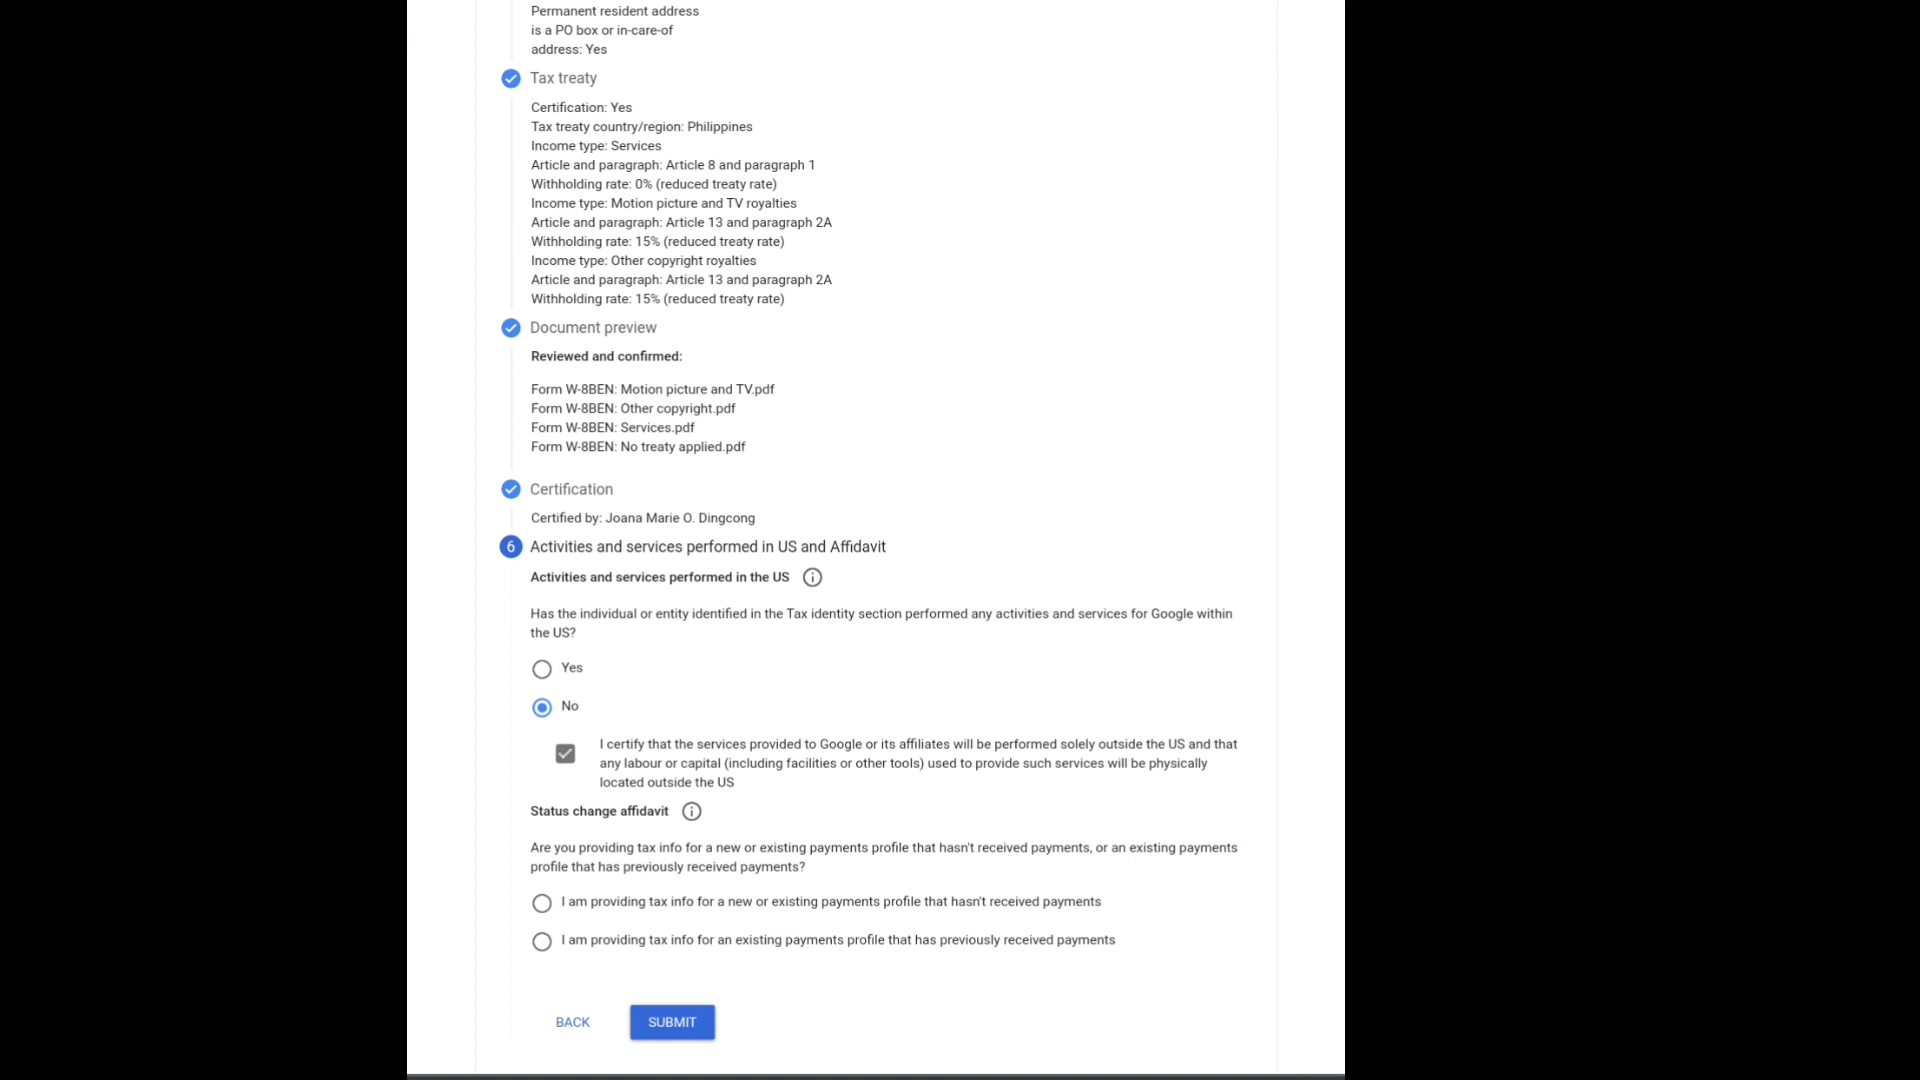 Permanent resident address
is a PO box or in-care-of
address: Yes
Tax treaty
Certification: Yes
Tax treaty country/region: Philippines
Income type: Services
Article and paragraph: Article 8 and paragraph 1
Withholding rate: 0% (reduced treaty rate)
Income type: Motion picture and TV royalties
Article and paragraph: Article 13 and paragraph 2A
Withholding rate: 15% (reduced treaty rate)
Income type: Other copyright royalties
Article and paragraph: Article 13 and paragraph 2A
Withholding rate: 15% (reduced treaty rate)
Document preview
Reviewed and confirmed:
Form W-8BEN: Motion picture and TV.pdf
Form W-8BEN: Other copyright.pdf
Form W-8BEN: Services.pdf
Form W-8BEN: No treaty applied.pdf
Certification
Certified by: Joana Marie O. Dingcong
6 Activities and services performed in US and Affidavit
Activities and services performed in the US
Has the individual or entity identified in the Tax identity section performed any activities and services for Google within
the US?
Yes
No
I certify that the services provided to Google or its affiliates will be performed solely outside the US and that
any labour or capital (including facilities or other tools) used to provide such services will be physically
located outside the US
Status change affidavit
Are you providing tax info for a new or existing payments profile that hasn't received payments, or an existing payments
profile that has previously received payments?
I am providing tax info for a new or existing payments profile that hasn't received payments
I am providing tax info for an existing payments profile that has previously received payments
BACK SUBMIT